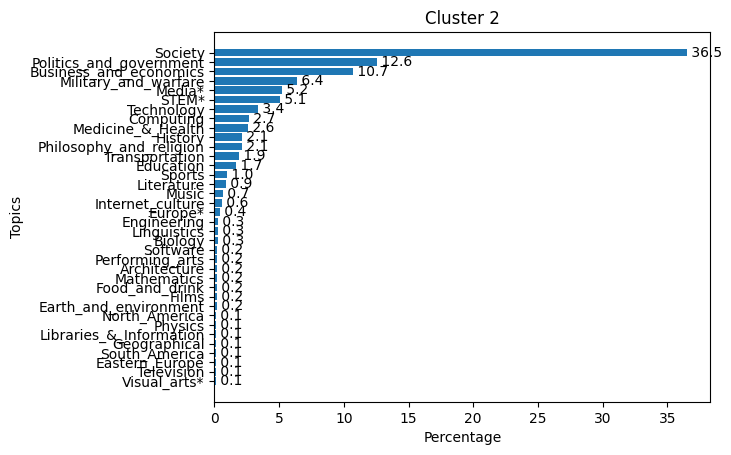 Cluster 2
Society 36.5
Politics_and_government 12.6
Business_and_economics 10.7
Military_and_warfare 6.4
Media* 5.2
STEM* 5.1
Technology 3.4
Computing 2.7
Medicine_&_Health 2.6
History 2.1
Philosophy_and_religion 2.1
Transportation 1.9
Education 1.7
Sports 1.0
Literature 0.9
Music 0.7
Internet_culture 0.6
Europe* 0.4
Engineering 0.3
Linguistics 0.3
Biology 0.3
Software 0.2
Performing_arts 0.2
Architecture 0.2
Mathematics 0.2
Food_and_drink 0.2
Films 0.2
Earth_and_environment 0.2
North_America 0.1
Physics 0.1
Libraries_&_Information 0.1
Geographical 0.1
South_America 0.1
Eastern_Europe 0.1
Television 0.1
Visual_arts* 0.1
Topics
0 5 10 15 20 25 30 35
Percentage